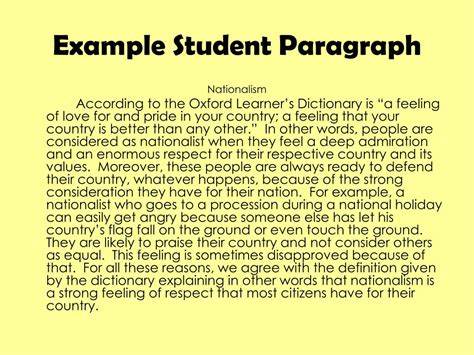 Example Student Paragraph
Nationalism
According to the Oxford Learner's Dictionary is "a feeling
of love for and pride in your country; a feeling that your
country is better than any other."  In other words, people are
considered as nationalist when they feel a deep admiration
and an enormous respect for their respective country and its
values.  Moreover, these people are always ready to defend
their country, whatever happens, because of the strong
consideration they have for their nation.  For example, a
nationalist who goes to a procession during a national holiday
can easily get angry because someone else has let his
country's flag fall on the ground or even touch the ground.
They are likely to praise their country and not consider others
as equal.  This feeling is sometimes disapproved because of
that.  For all these reasons, we agree with the definition given
by the dictionary explaining in other words that nationalism is
a strong feeling of respect that most citizens have for their
country.